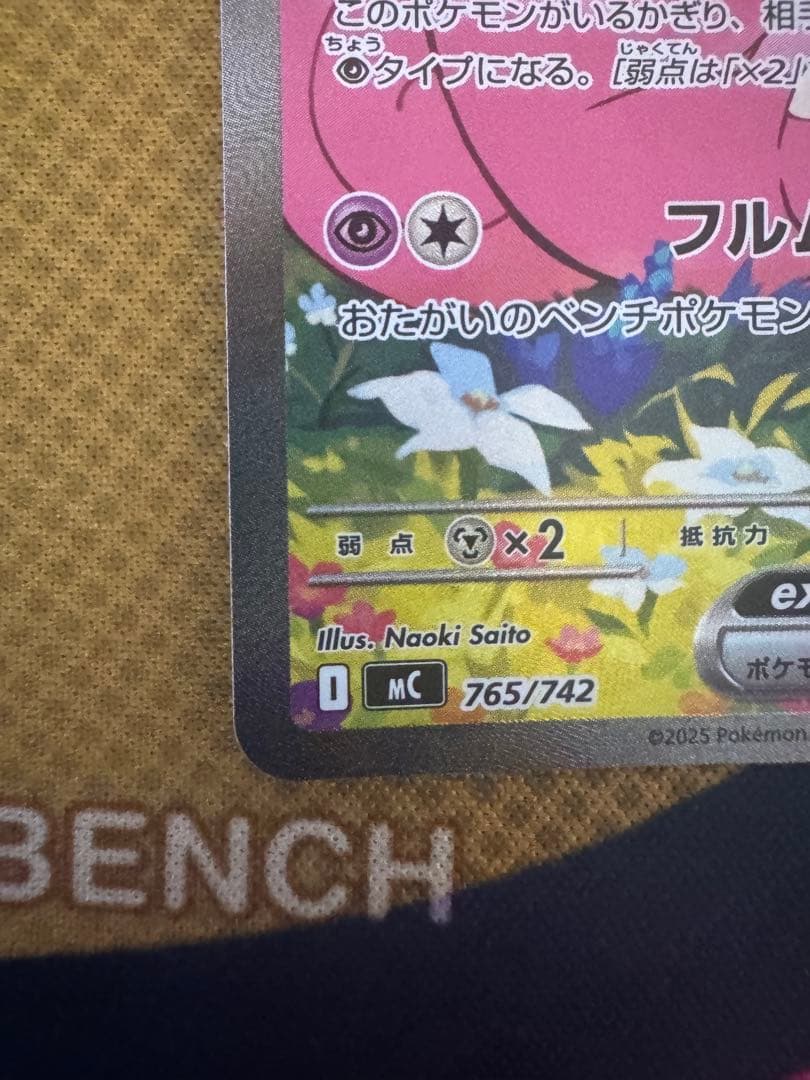 このポケモンがいるかぎり、相手
ちょう じゃくてん
タイプになる。[弱点は「×2」
フルム
おたがいのベンチポケモン
弱点 ×2 抵抗力
ex
Illus. Naoki Saito
ポケモ
I MC 765/742
©2025 Pokémon
BENCH